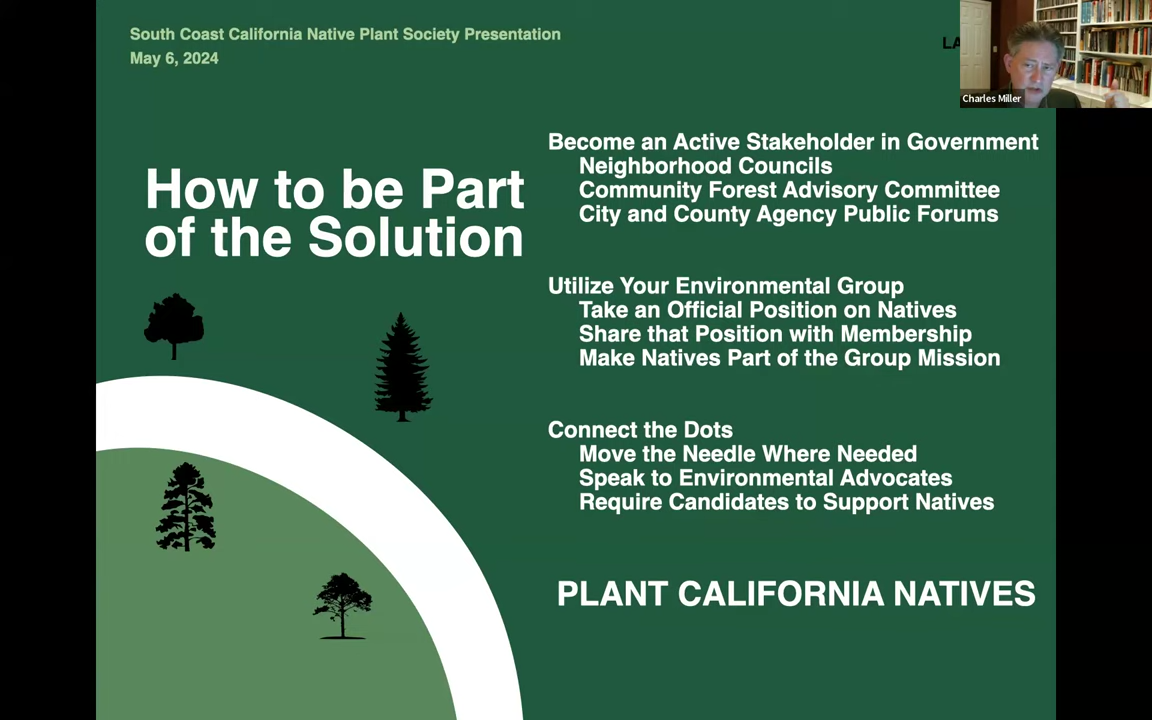 South Coast California Native Plant Society Presentation
May 6, 2024
LA
Charles Miller
How to be Part
of the Solution
Become an Active Stakeholder in Government
Neighborhood Councils
Community Forest Advisory Committee
City and County Agency Public Forums
Utilize Your Environmental Group
Take an Official Position on Natives
Share that Position with Membership
Make Natives Part of the Group Mission
Connect the Dots
Move the Needle Where Needed
Speak to Environmental Advocates
Require Candidates to Support Natives
PLANT CALIFORNIA NATIVES